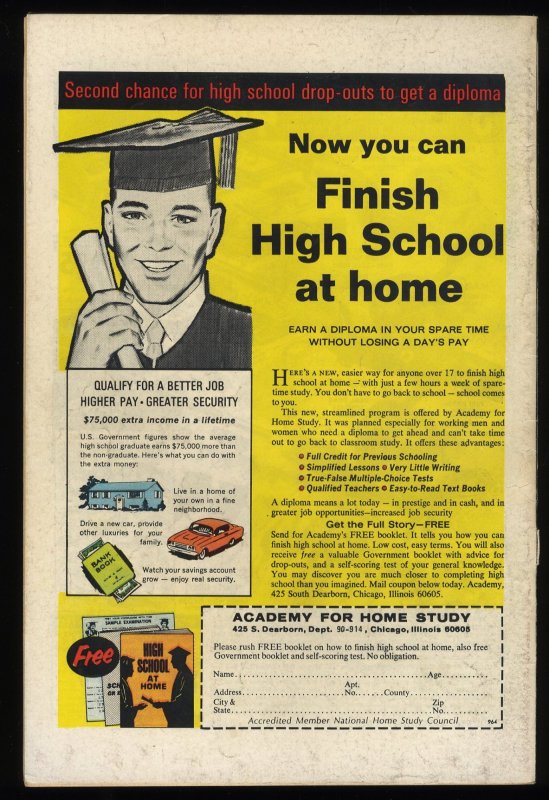 Second chance for high school drop-outs to get a diploma
Now you can
Finish
High School
at home
EARN A DIPLOMA IN YOUR SPARE TIME
WITHOUT LOSING A DAY'S PAY
QUALIFY FOR A BETTER JOB
HIGHER PAY • GREATER SECURITY
$75,000 extra income in a lifetime
U.S. Government figures show the average
high school graduate earns $75,000 more than
the non-graduate. Here's what you can do with
the extra money:
Live in a home of
your own in a fine
neighborhood.
Drive a new car, provide
other luxuries for your
family.
BANK
BOOK
Watch your savings account
grow — enjoy real security.
HERE'S A NEW, easier way for anyone over 17 to finish high
school at home — with just a few hours a week of spare-
time study. You don't have to go back to school — school comes
to you.
This new, streamlined program is offered by Academy for
Home Study. It was planned especially for working men and
women who need a diploma to get ahead and can't take time
out to go back to classroom study. It offers these advantages:
• Full Credit for Previous Schooling
• Simplified Lessons • Very Little Writing
• True-False Multiple-Choice Tests
• Qualified Teachers • Easy-to-Read Text Books
A diploma means a lot today — in prestige and in cash, and in
greater job opportunities—increased job security
Get the Full Story—FREE
Send for Academy's FREE booklet. It tells you how you can
finish high school at home. Low cost, easy terms. You will also
receive free a valuable Government booklet with advice for
drop-outs, and a self-scoring test of your general knowledge.
You may discover you are much closer to completing high
school than you imagined. Mail coupon below today. Academy,
425 South Dearborn, Chicago, Illinois 60605.
SAMPLE EXAMINATION
Free
HIGH
SCHOOL
AT
HOME
SCH
OR
ACADEMY FOR HOME STUDY
425 S. Dearborn, Dept. 90-914, Chicago, Illinois 60605
Please rush FREE booklet on how to finish high school at home, also free
Government booklet and self-scoring test. No obligation.
Name Age
Apt.
Address No. County
City & Zip
State No.
Accredited Member National Home Study Council 964